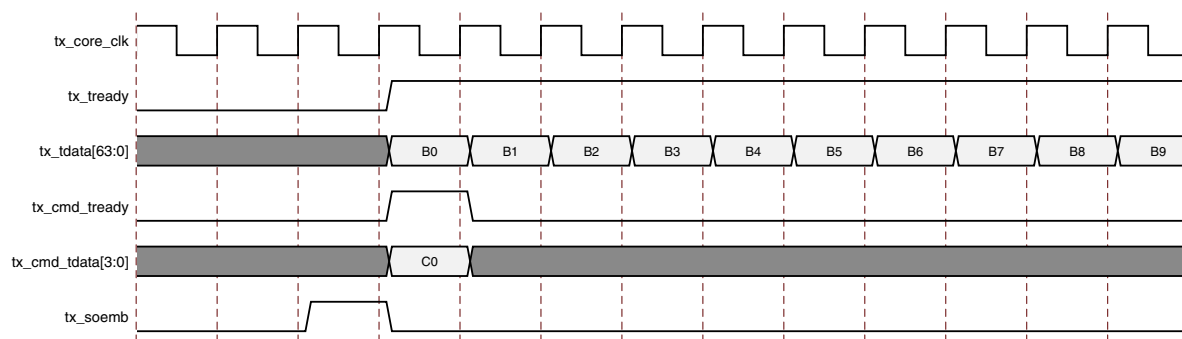 tx_core_clk
tx_tready
tx_tdata[63:0] B0 B1 B2 B3 B4 B5 B6 B7 B8 B9
tx_cmd_tready
tx_cmd_tdata[3:0] C0
tx_soemb